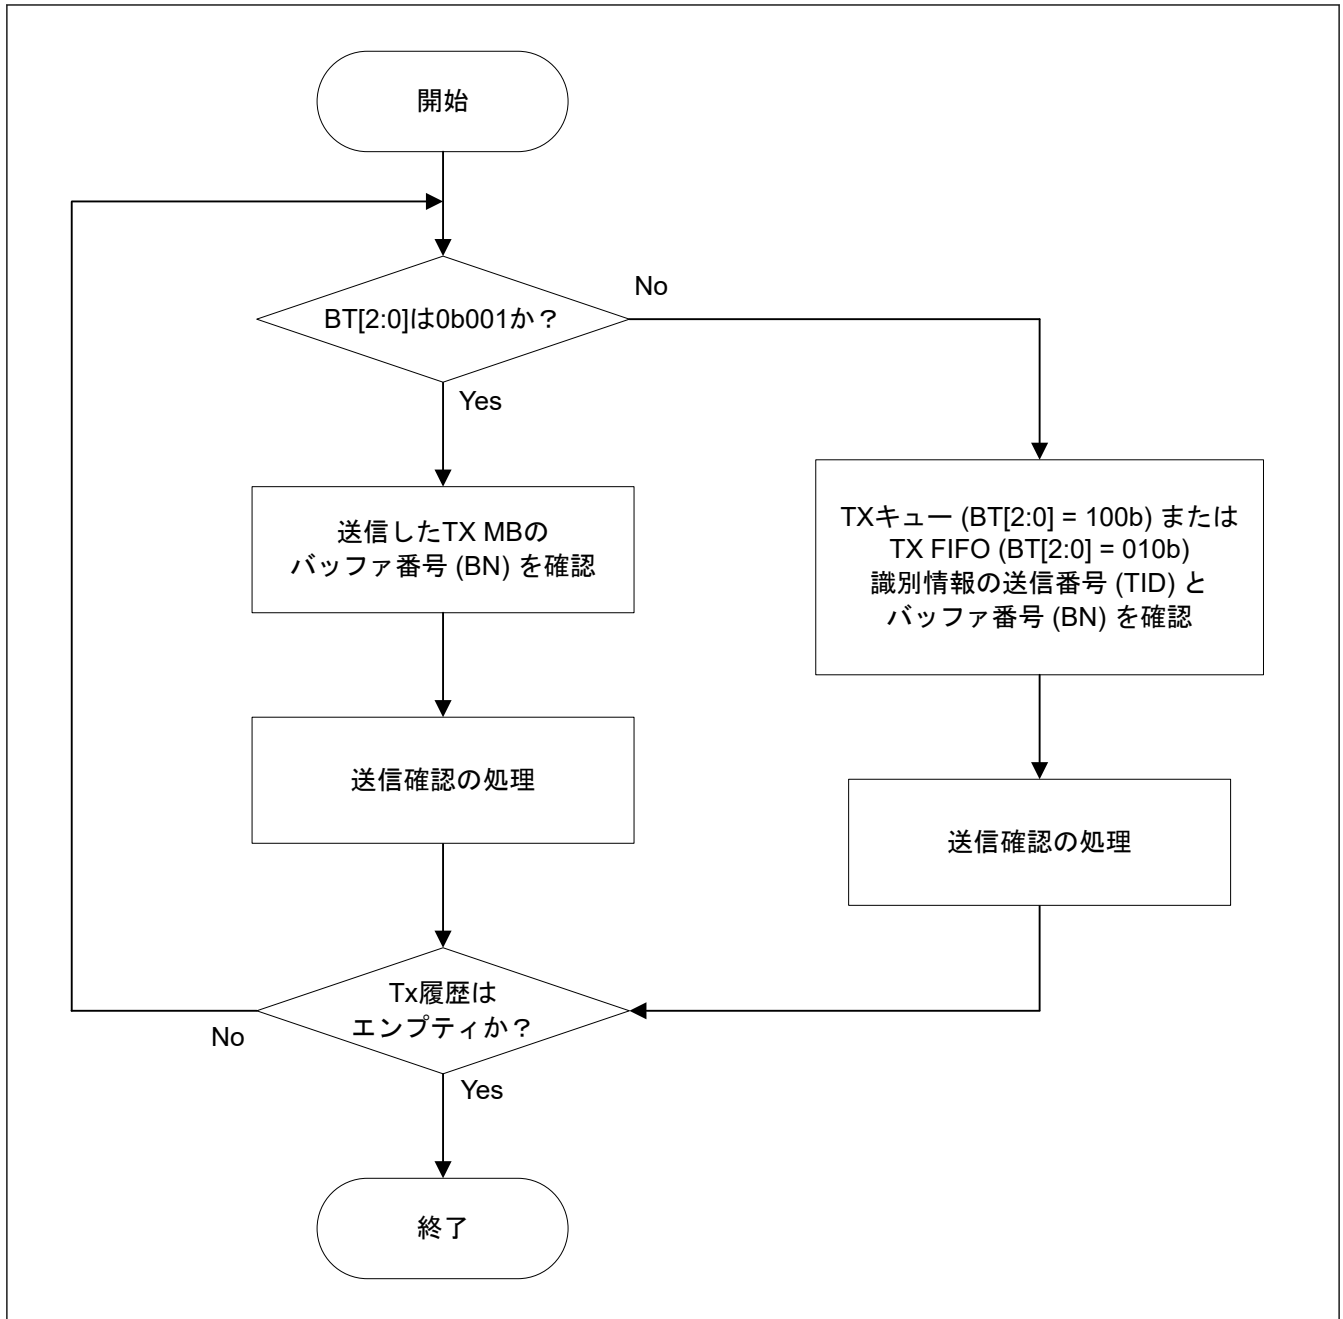 開始
BT[2:0]は0b001か？
No
Yes
送信したTX MBの
バッファ番号 (BN) を確認
TXキュー (BT[2:0] = 100b) または
TX FIFO (BT[2:0] = 010b)
識別情報の送信番号 (TID) と
バッファ番号 (BN) を確認
送信確認の処理
送信確認の処理
Tx履歴は
エンプティか？
No
Yes
終了